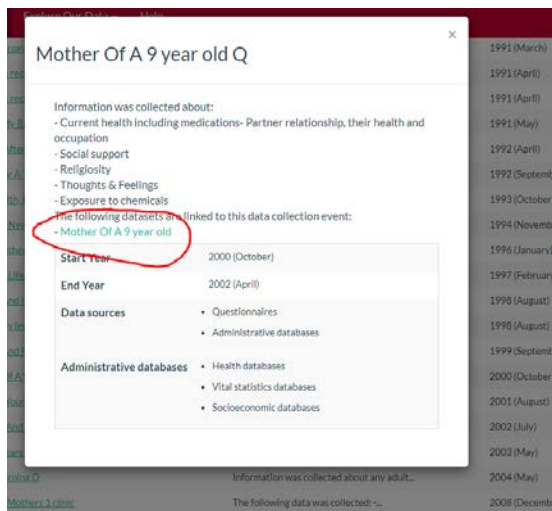 Explore Our Data
Help
×
Mother Of A 9 year old Q
Information was collected about:
- Current health including medications- Partner relationship, their health and
occupation
- Social support
- Religiosity
- Thoughts & Feelings
- Exposure to chemicals
The following datasets are linked to this data collection event:
- Mother Of A 9 year old
Start Year 2000 (October)
End Year 2002 (April)
Data sources
• Questionnaires
• Administrative databases
Administrative databases
• Health databases
• Vital statistics databases
• Socioeconomic databases
1991 (March)
1991 (April)
1991 (April)
1991 (May)
1992 (April)
1992 (Septemb
1993 (October
1994 (Novemb
1996 (January)
1997 (Februar
1998 (August)
1998 (August)
1999 (Septemb
2000 (October
2001 (August)
2002 (July)
2003 (May)
Information was collected about any adult... 2004 (May)
Mothers 1 clinic The following data was collected: -... 2008 (Decemb